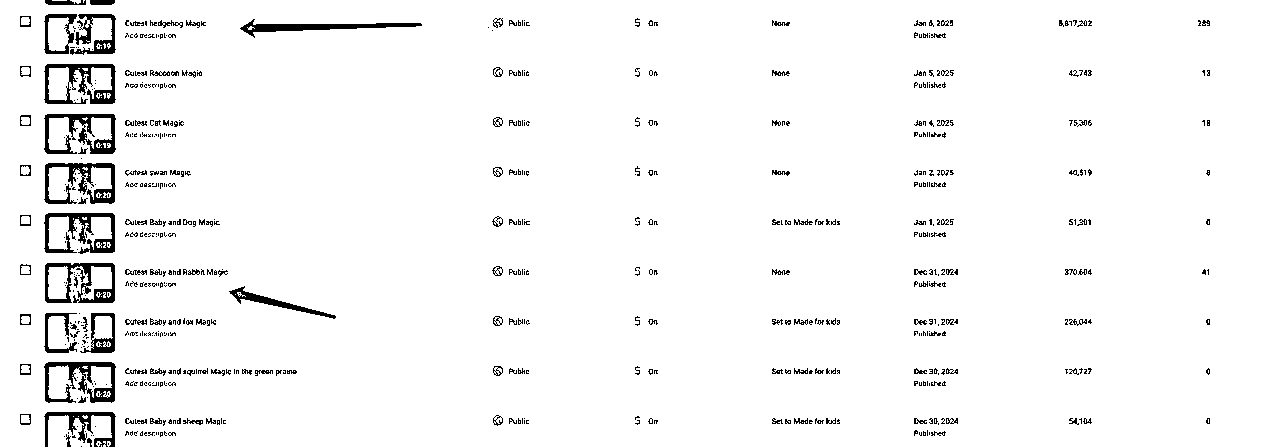 Cutest hedgehog Magic Public $ On None Jan 6, 2025 6,817,202 289
Add description Published
0:19
Cutest Raccoon Magic Public $ On None Jan 5, 2025 42,743 13
Add description Published
0:19
Cutest Cat Magic Public $ On None Jan 4, 2025 75,306 18
Add description Published
0:19
Cutest swan Magic Public $ On None Jan 2, 2025 40,519 8
Add description Published
0:20
Cutest Baby and Dog Magic Public $ On Set to Made for kids Jan 1, 2025 51,301 0
Add description Published
0:20
Cutest Baby and Rabbit Magic Public $ On None Dec 31, 2024 370,604 41
Add description Published
0:20
Cutest Baby and fox Magic Public $ On Set to Made for kids Dec 31, 2024 226,044 0
Add description Published
0:20
Cutest Baby and squirrel Magic in the green prairie Public $ On Set to Made for kids Dec 30, 2024 120,727 0
Add description Published
0:20
Cutest Baby and sheep Magic Public $ On Set to Made for kids Dec 30, 2024 54,104 0
Add description Published
0:20